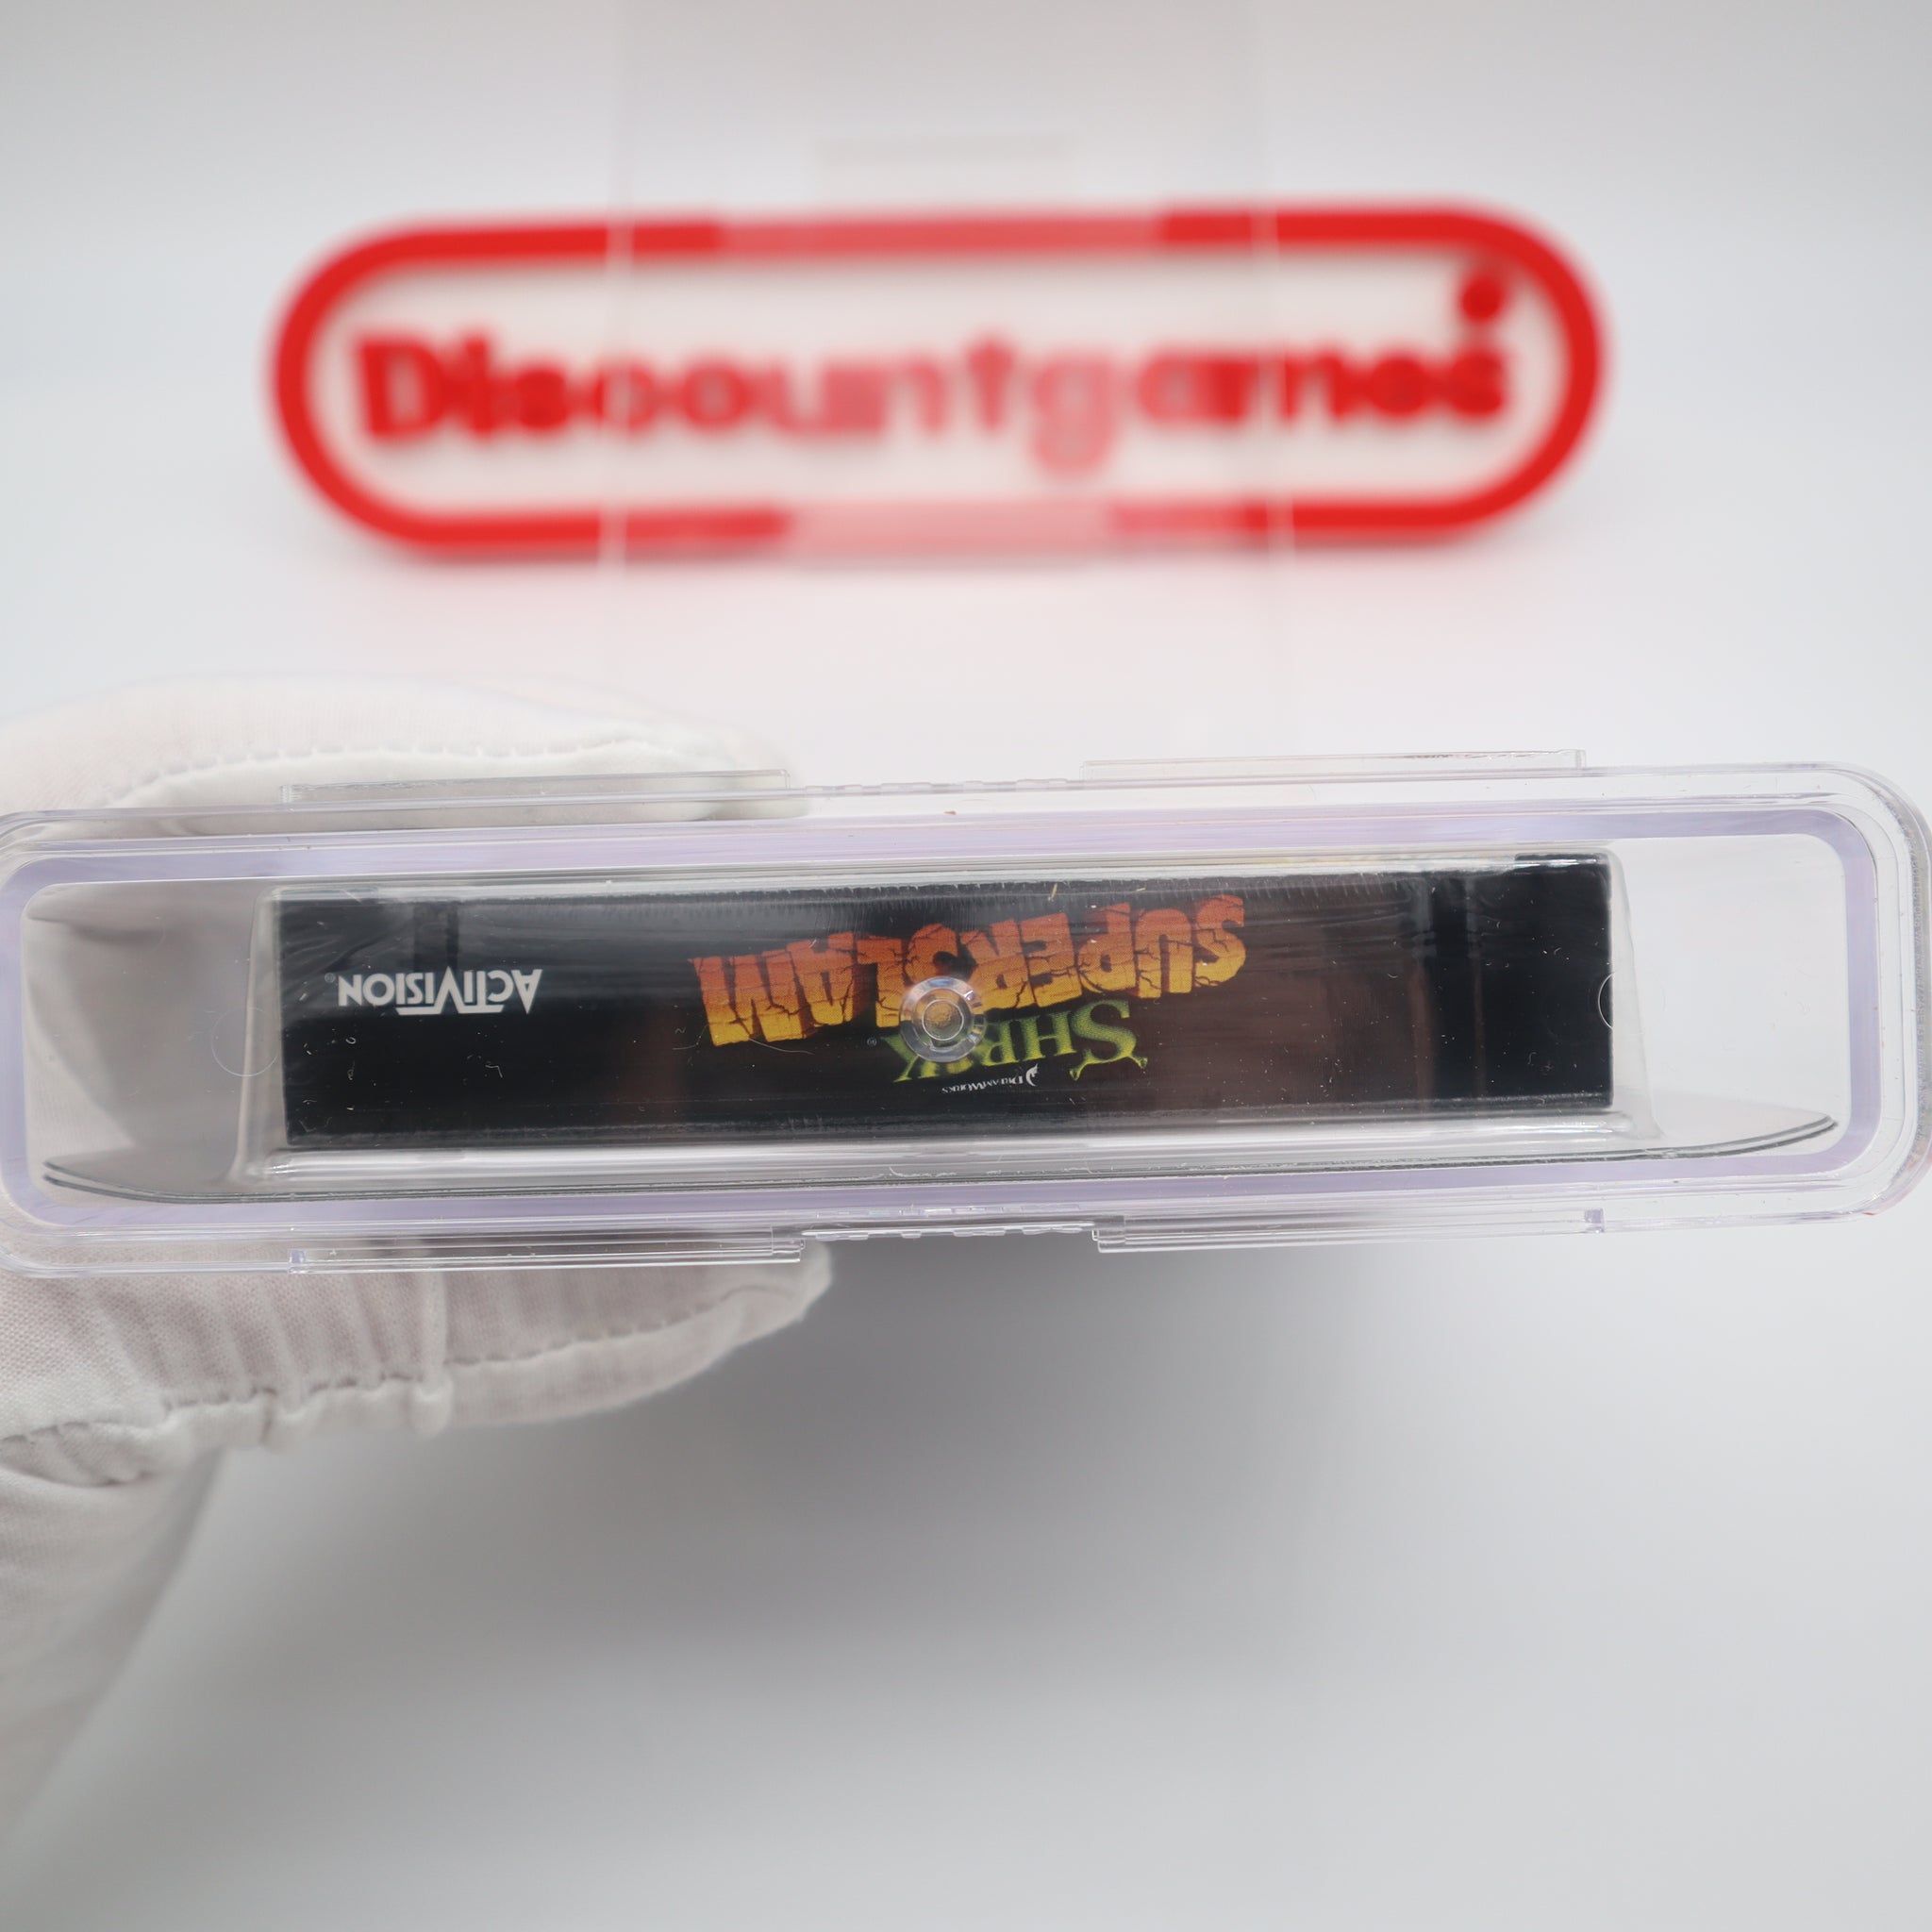 Discountgames
DREAMWORKS
SHREK®
SUPERSLAM
ACTIVISION®